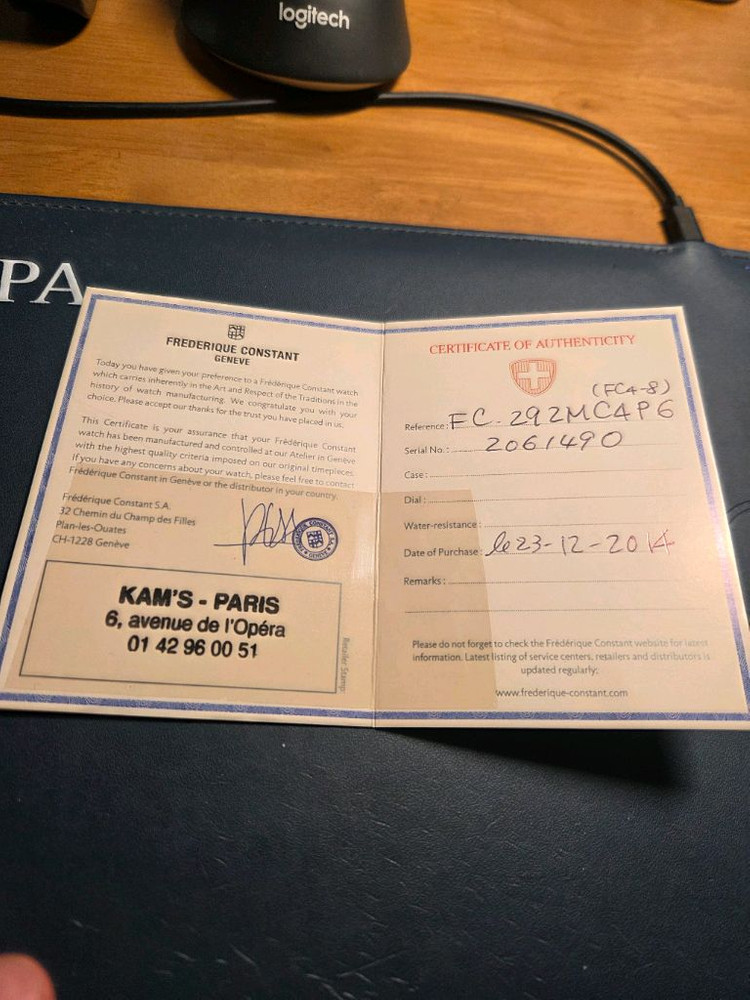 logitech
PA
FREDERIQUE CONSTANT
GENEVE
Today you have given your preference to a Frédérique Constant watch
which carries inherently in the Art and Respect of the Traditions in the
history of watch manufacturing. We congratulate you with your
choice. Please accept our thanks for the trust you have placed in us.
This Certificate is your assurance that your Frédérique Constant
watch has been manufactured and controlled at our Atelier in Genève
with the highest quality criteria imposed on our original timepieces.
If you have any concerns about your watch, please feel free to contact
Frédérique Constant in Genève or the distributor in your country.
Frédérique Constant S.A.
32 Chemin du Champ des Filles
Plan-les-Ouates
CH-1228 Genève
KAM'S - PARIS
6, avenue de l'Opéra
01 42 96 00 51
Retailer Stamp
CERTIFICATE OF AUTHENTICITY
(FC4-8)
Reference: FC-292MC4P6
Serial No.: 2061490
Case:
Dial:
Water-resistance:
Date of Purchase: le 23-12-2014
Remarks:
Please do not forget to check the Frédérique Constant website for latest
information. Latest listing of service centers, retailers and distributors is
updated regularly:
www.frederique-constant.com